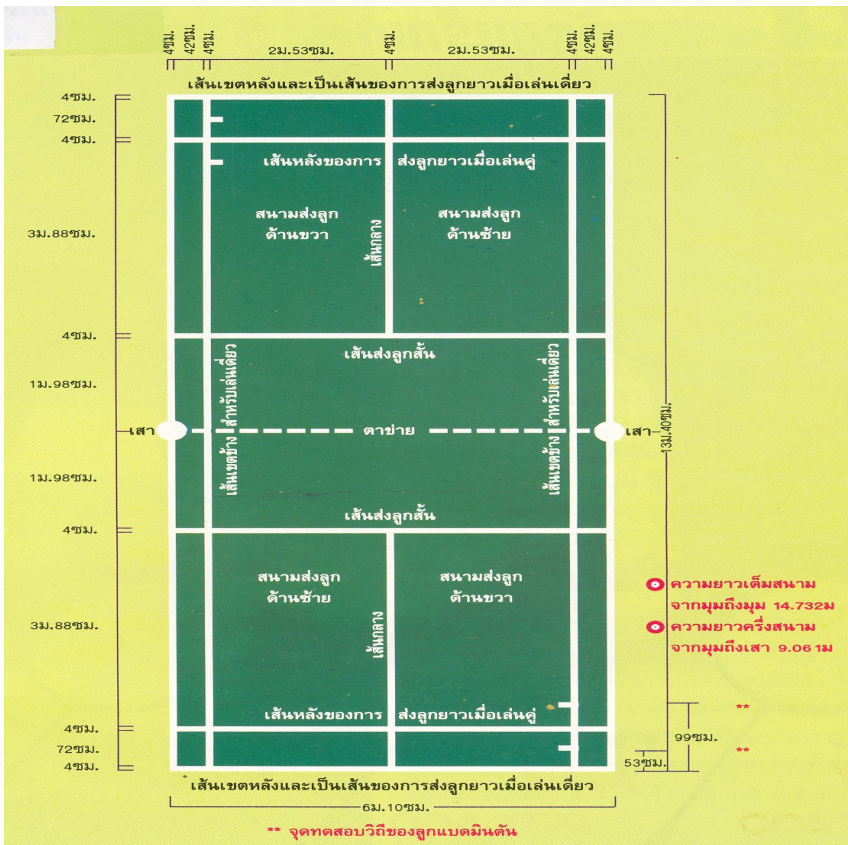 4ซม.
42ซม.
4ซม.
2ม.53ซม.
4ซม.
2ม.53ซม.
4ซม.
42ซม.
4ซม.
เส้นเขตหลังและเป็นเส้นของการส่งลูกยาวเมื่อเล่นเดี่ยว
4ซม.
72ซม.
4ซม.
เส้นหลังของการ ส่งลูกยาวเมื่อเล่นคู่
3ม.88ซม.
สนามส่งลูก
ด้านขวา
เส้นกลาง
สนามส่งลูก
ด้านซ้าย
4ซม.
เส้นส่งลูกสั้น
1ม.98ซม.
เส้นเขตข้าง สำหรับเล่นเดี่ยว
เส้นเขตข้าง สำหรับเล่นเดี่ยว
เสา
ตาข่าย
เสา
13ม.40ซม.
1ม.98ซม.
เส้นส่งลูกสั้น
4ซม.
สนามส่งลูก
ด้านซ้าย
เส้นกลาง
สนามส่งลูก
ด้านขวา
ความยาวเต็มสนาม
จากมุมถึงมุม 14.732ม
ความยาวครึ่งสนาม
จากมุมถึงเสา 9.061ม
3ม.88ซม.
เส้นหลังของการ ส่งลูกยาวเมื่อเล่นคู่
**
4ซม.
99ซม.
72ซม.
**
53ซม.
4ซม.
เส้นเขตหลังและเป็นเส้นของการส่งลูกยาวเมื่อเล่นเดี่ยว
6ม.10ซม.
** จุดทดสอบวิถีของลูกแบดมินตัน